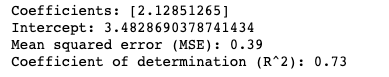 Coefficients: [2.12851265]
Intercept: 3.4828690378741434
Mean squared error (MSE): 0.39
Coefficient of determination (R^2): 0.73